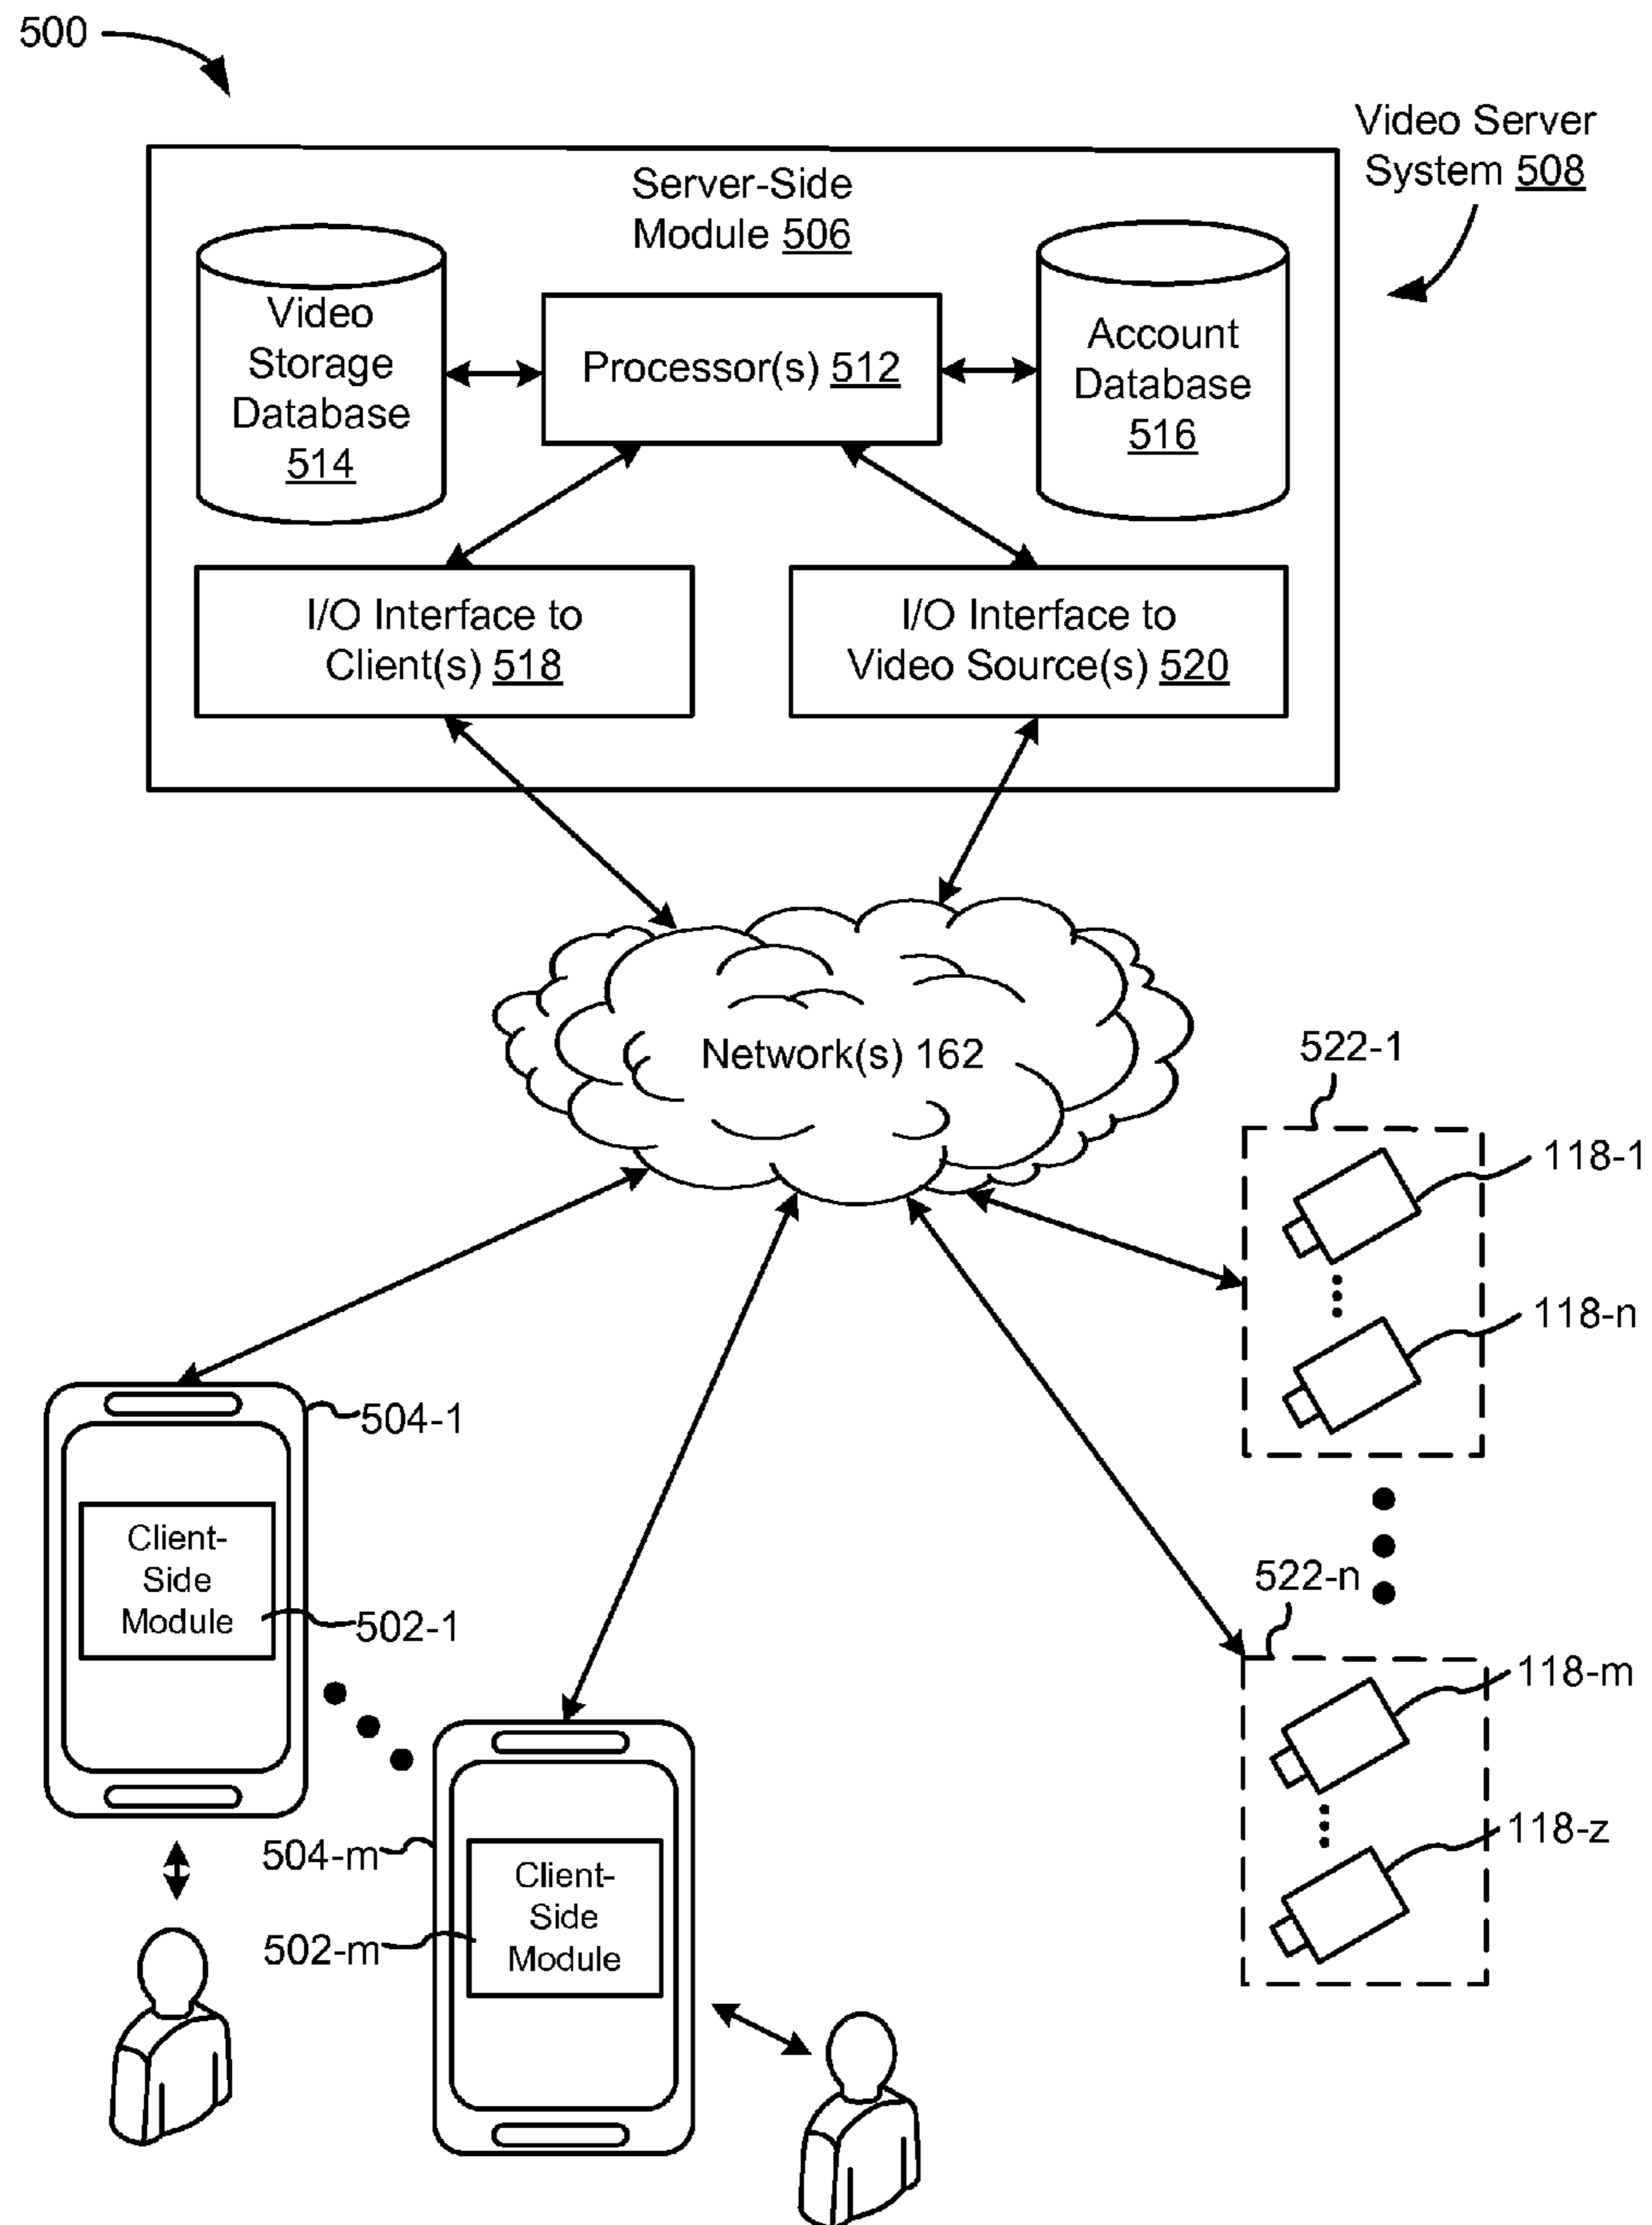 500
Video Server
System 508
Server-Side
Module 506
Video
Storage
Database
514
Processor(s) 512
Account
Database
516
I/O Interface to
Client(s) 518
I/O Interface to
Video Source(s) 520
Network(s) 162
522-1
118-1
118-n
504-1
Client-
Side
Module
502-1
522-n
118-m
118-z
504-m
Client-
Side
Module
502-m